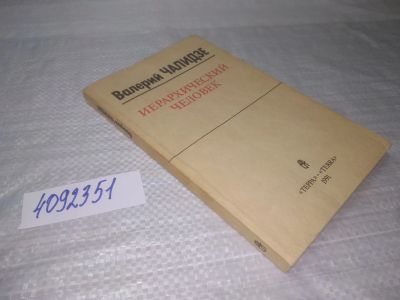 Валерий ЧАЛИДЗЕ
ИЕРАРХИЧЕСКИЙ
ЧЕЛОВЕК
«ТЕРРА» - «TERRA»
1991
4092351